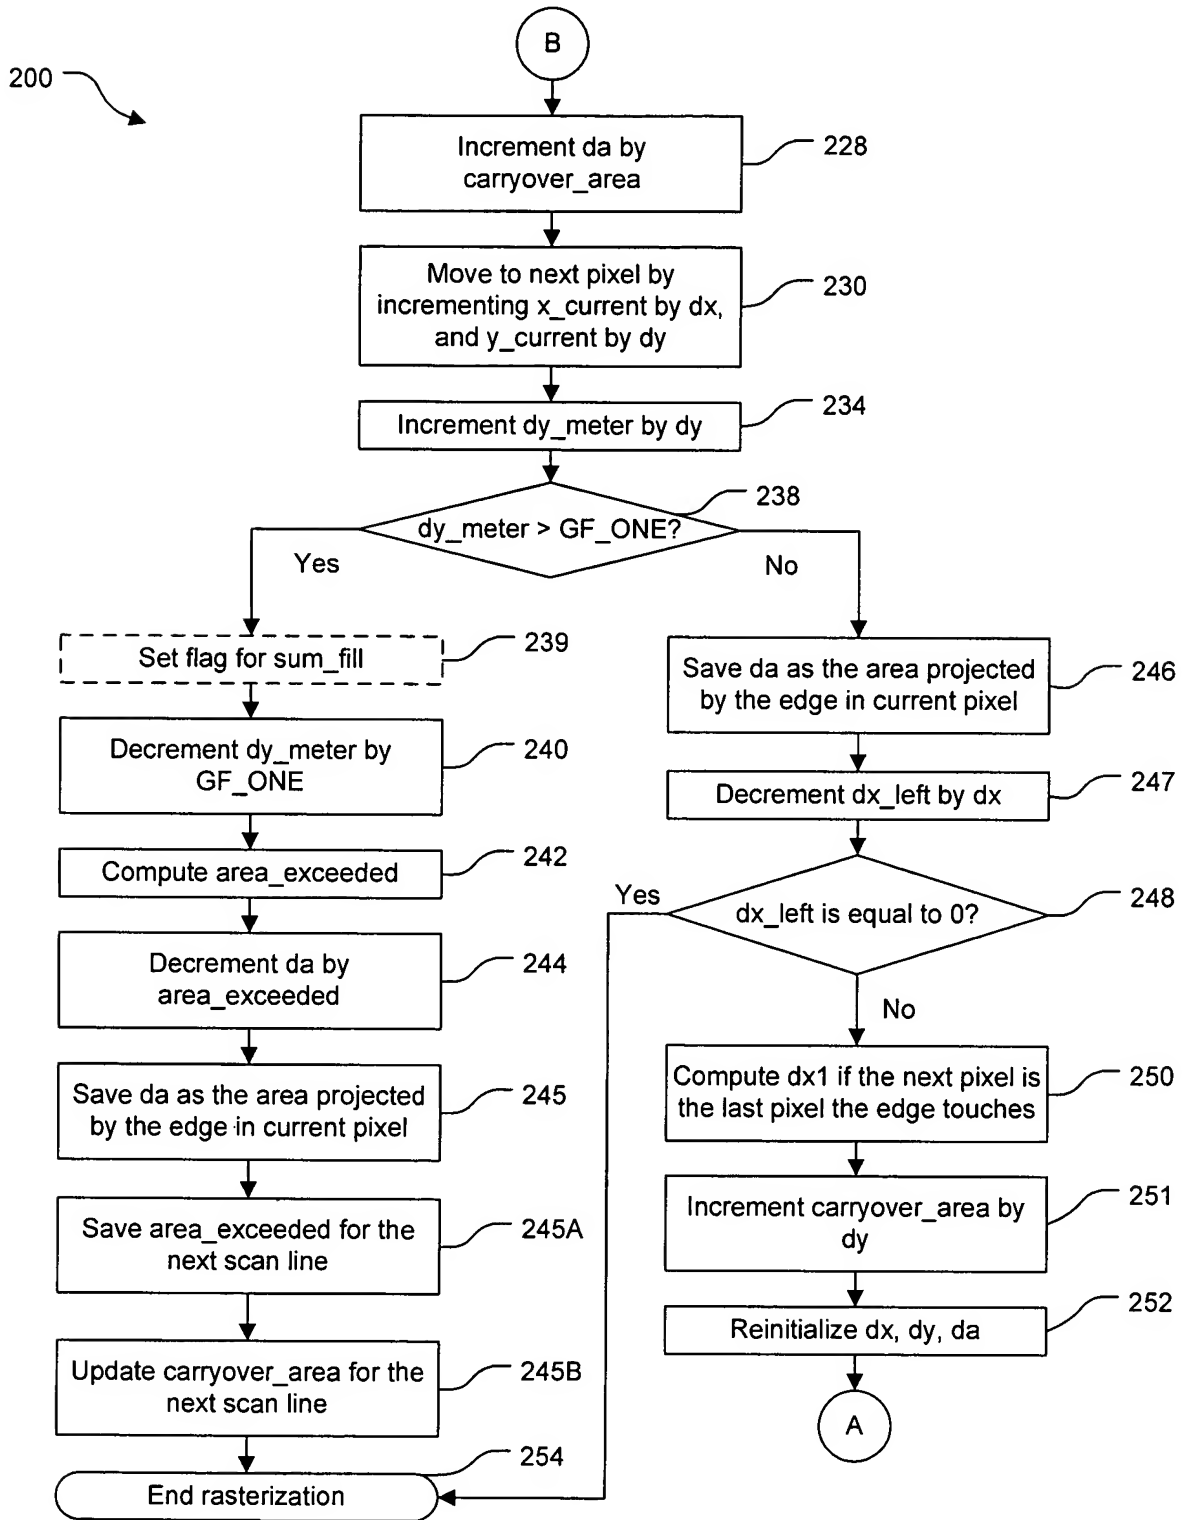 B
200
Increment da by
carryover_area
228
Move to next pixel by
incrementing x_current by dx,
and y_current by dy
230
Increment dy_meter by dy
234
dy_meter > GF_ONE?
238
Yes
No
Set flag for sum_fill
239
Decrement dy_meter by
GF_ONE
240
Compute area_exceeded
242
Decrement da by
area_exceeded
244
Save da as the area projected
by the edge in current pixel
245
Save area_exceeded for the
next scan line
245A
Update carryover_area for the
next scan line
245B
End rasterization
254
Save da as the area projected
by the edge in current pixel
246
Decrement dx_left by dx
247
Yes
dx_left is equal to 0?
248
No
Compute dx1 if the next pixel is
the last pixel the edge touches
250
Increment carryover_area by
dy
251
Reinitialize dx, dy, da
252
A